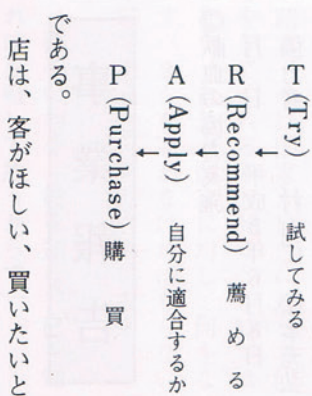 T(Try) 試してみる
↓
R(Recommend) 薦める
↓
A(Apply) 自分に適合するか
↓
P(Purchase) 購買
である。
店は、客がほしい、買いたいと